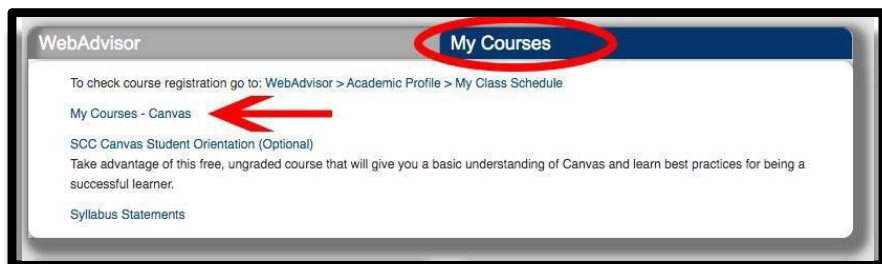 WebAdvisor
My Courses
To check course registration go to: WebAdvisor > Academic Profile > My Class Schedule
My Courses - Canvas
SCC Canvas Student Orientation (Optional)
Take advantage of this free, ungraded course that will give you a basic understanding of Canvas and learn best practices for being a
successful learner.
Syllabus Statements